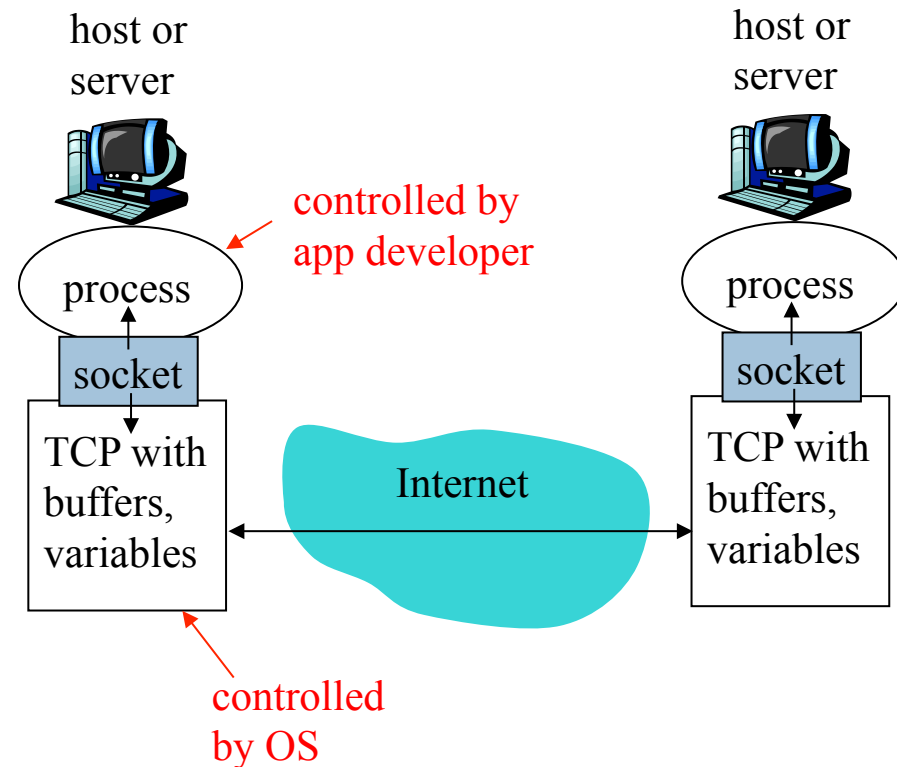 host or
server
controlled by
app developer
process
socket
TCP with
buffers,
variables
controlled
by OS
Internet
host or
server
process
socket
TCP with
buffers,
variables